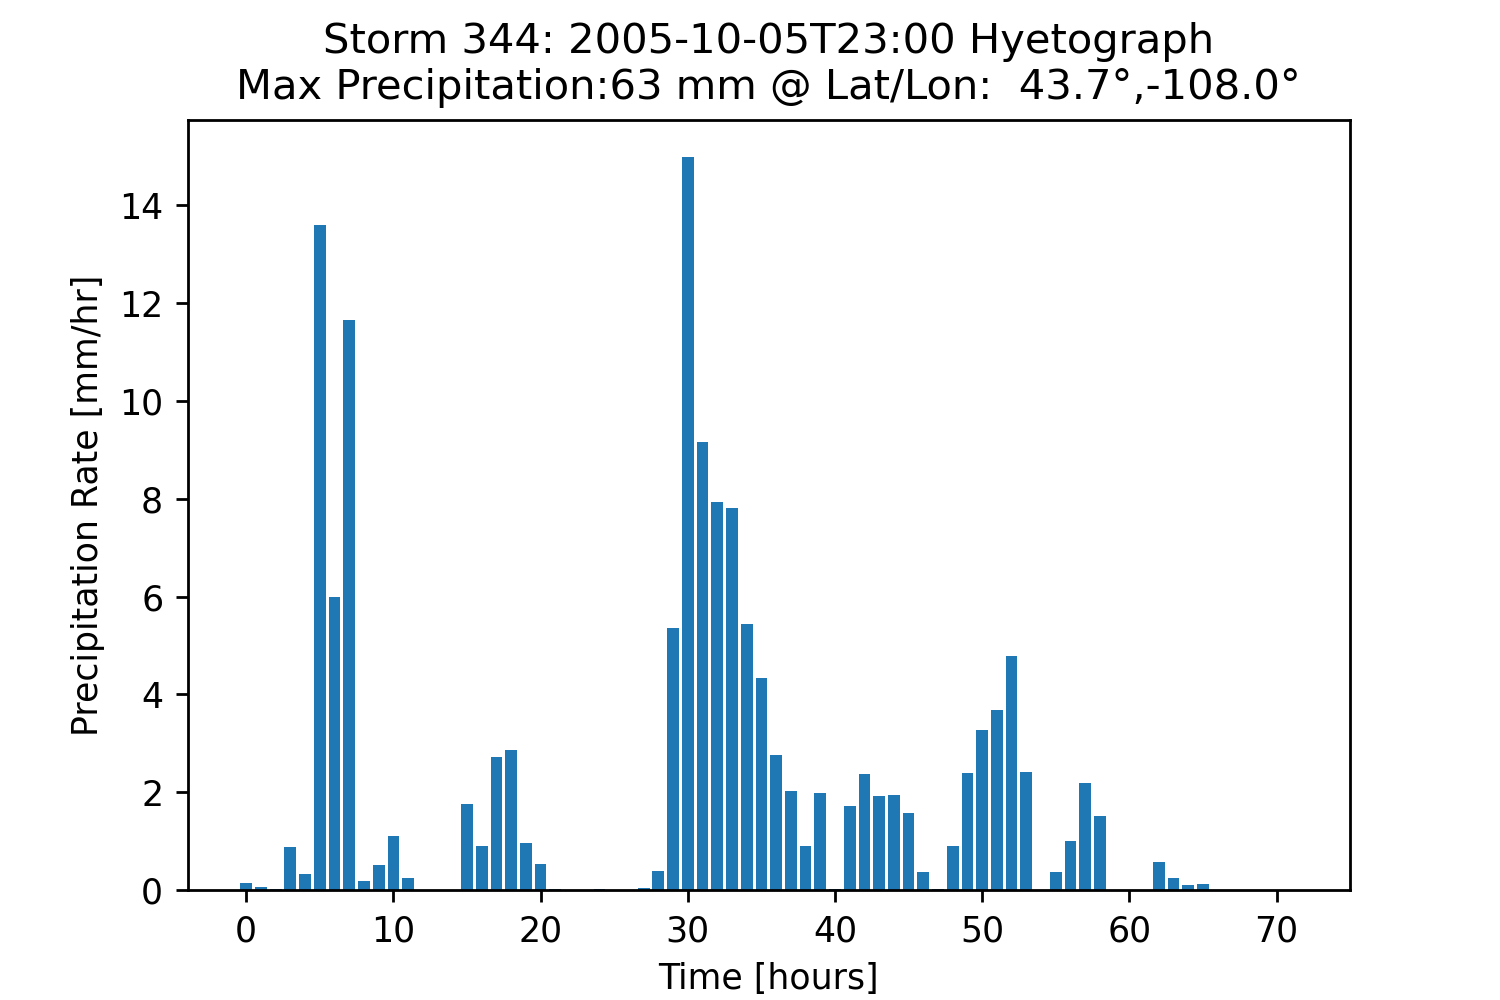 Storm 344: 2005-10-05T23:00 Hyetograph
Max Precipitation:63 mm @ Lat/Lon:  43.7°,-108.0°
Precipitation Rate [mm/hr]
14
12
10
8
6
4
2
0
0 10 20 30 40 50 60 70
Time [hours]